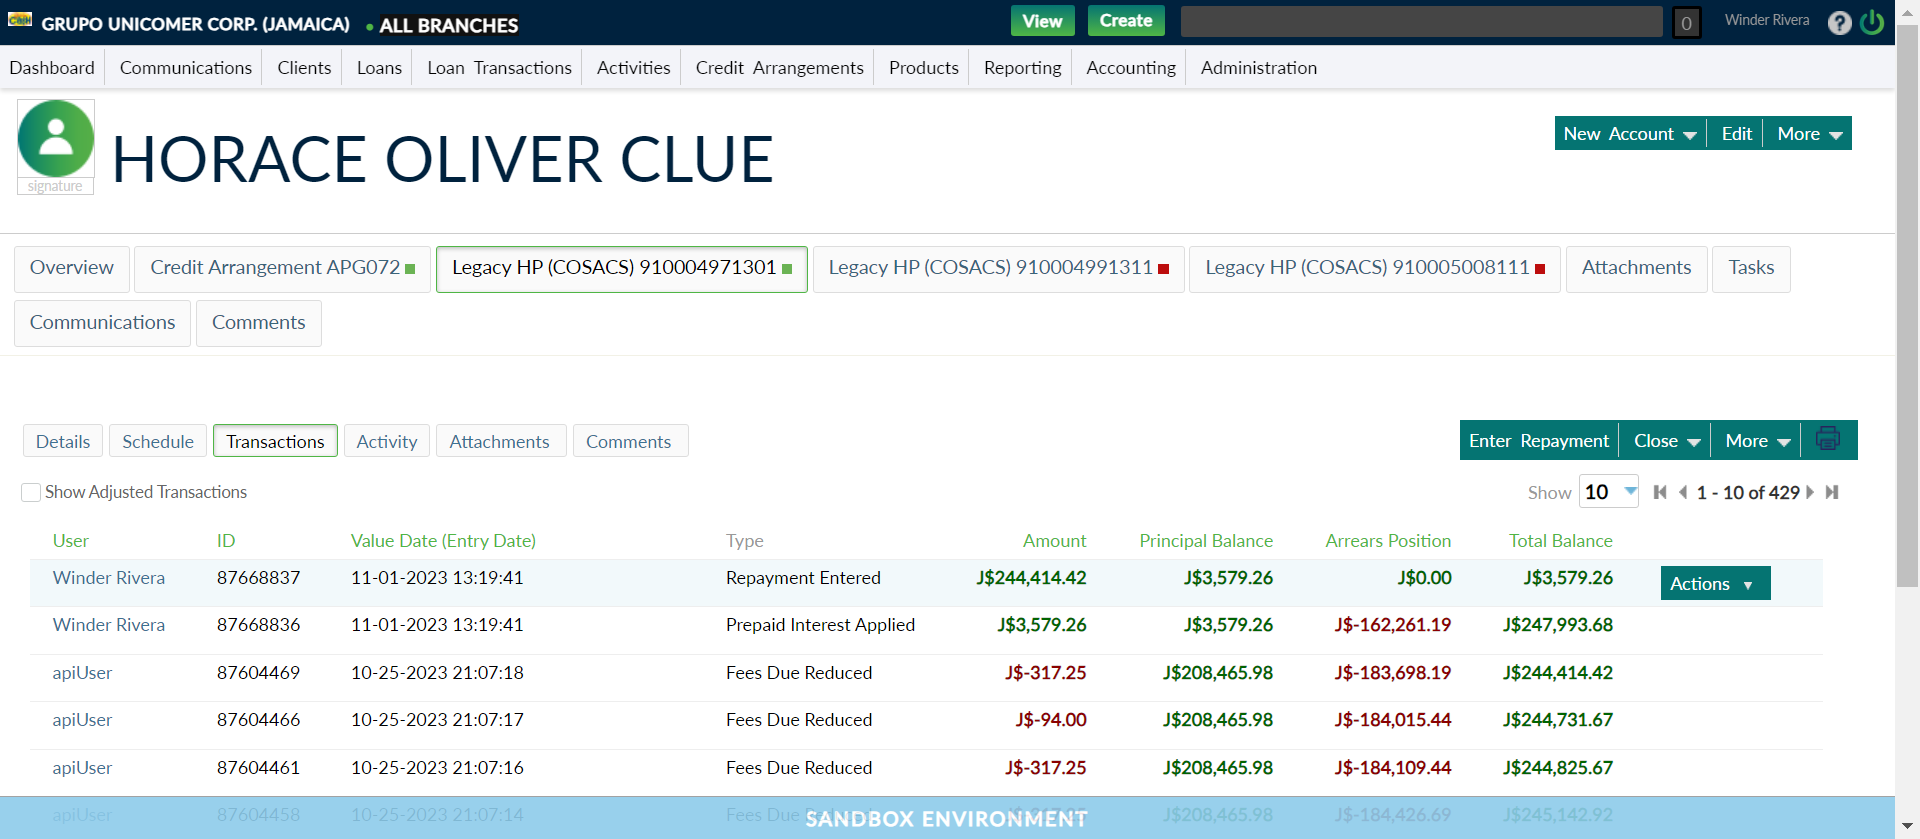 GRUPO UNICOMER CORP. (JAMAICA) • ALL BRANCHES View Create 0 Winder Rivera ?
Dashboard Communications Clients Loans Loan Transactions Activities Credit Arrangements Products Reporting Accounting Administration
HORACE OLIVER CLUE
signature
New Account Edit More
Overview Credit Arrangement APG072 Legacy HP (COSACS) 910004971301 Legacy HP (COSACS) 910004991311 Legacy HP (COSACS) 910005008111 Attachments Tasks
Communications Comments
Details Schedule Transactions Activity Attachments Comments Enter Repayment Close More
Show Adjusted Transactions Show 10 1 - 10 of 429
User ID Value Date (Entry Date) Type Amount Principal Balance Arrears Position Total Balance
Winder Rivera 87668837 11-01-2023 13:19:41 Repayment Entered J$244,414.42 J$3,579.26 J$0.00 J$3,579.26 Actions
Winder Rivera 87668836 11-01-2023 13:19:41 Prepaid Interest Applied J$3,579.26 J$3,579.26 J$-162,261.19 J$247,993.68
apiUser 87604469 10-25-2023 21:07:18 Fees Due Reduced J$-317.25 J$208,465.98 J$-183,698.19 J$244,414.42
apiUser 87604466 10-25-2023 21:07:17 Fees Due Reduced J$-94.00 J$208,465.98 J$-184,015.44 J$244,731.67
apiUser 87604461 10-25-2023 21:07:16 Fees Due Reduced J$-317.25 J$208,465.98 J$-184,109.44 J$244,825.67
apiUser 87604458 10-25-2023 21:07:14 Fees Due J$208,465.98 J$-184,426.69 J$245,142.92
SANDBOX ENVIRONMENT